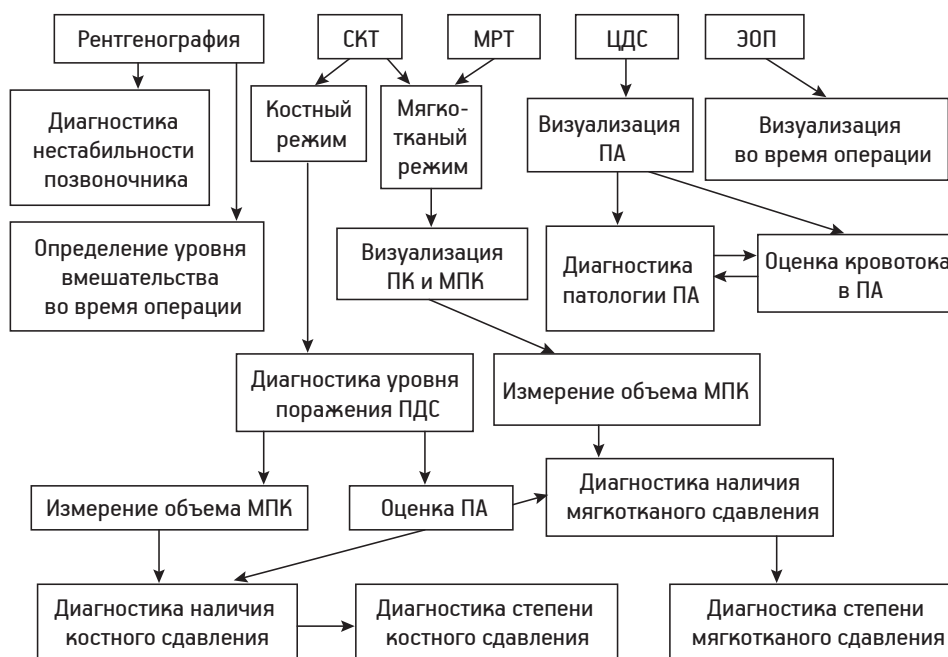 Рентгенография
СКТ
МРТ
ЦДС
ЭОП
Диагностика
нестабильности
позвоночника
Костный
режим
Мягко-
тканый
режим
Визуализация
ПА
Визуализация
во время операции
Определение уровня
вмешательства
во время операции
Визуализация
ПК и МПК
Диагностика
патологии ПА
Оценка кровотока
в ПА
Диагностика уровня
поражения ПДС
Измерение объема МПК
Измерение объема МПК
Оценка ПА
Диагностика наличия
мягкотканого сдавления
Диагностика наличия
костного сдавления
Диагностика степени
костного сдавления
Диагностика степени
мягкотканого сдавления